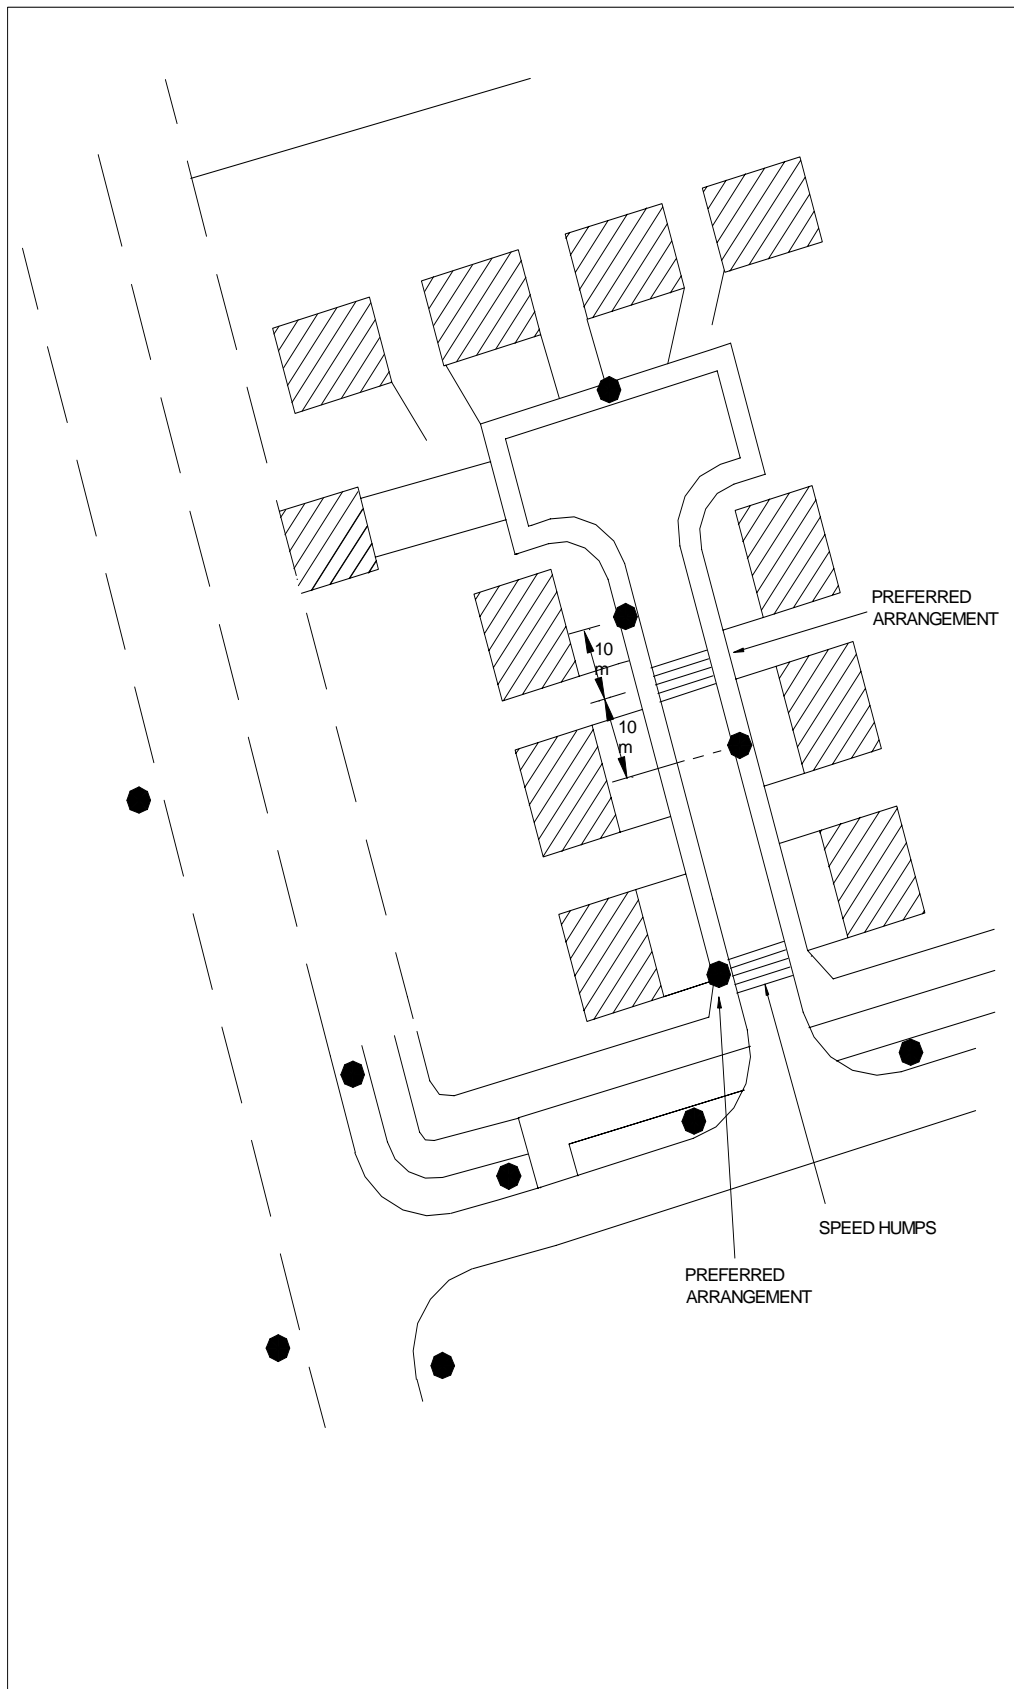 PREFERRED
ARRANGEMENT
10
m
10
m
SPEED HUMPS
PREFERRED
ARRANGEMENT